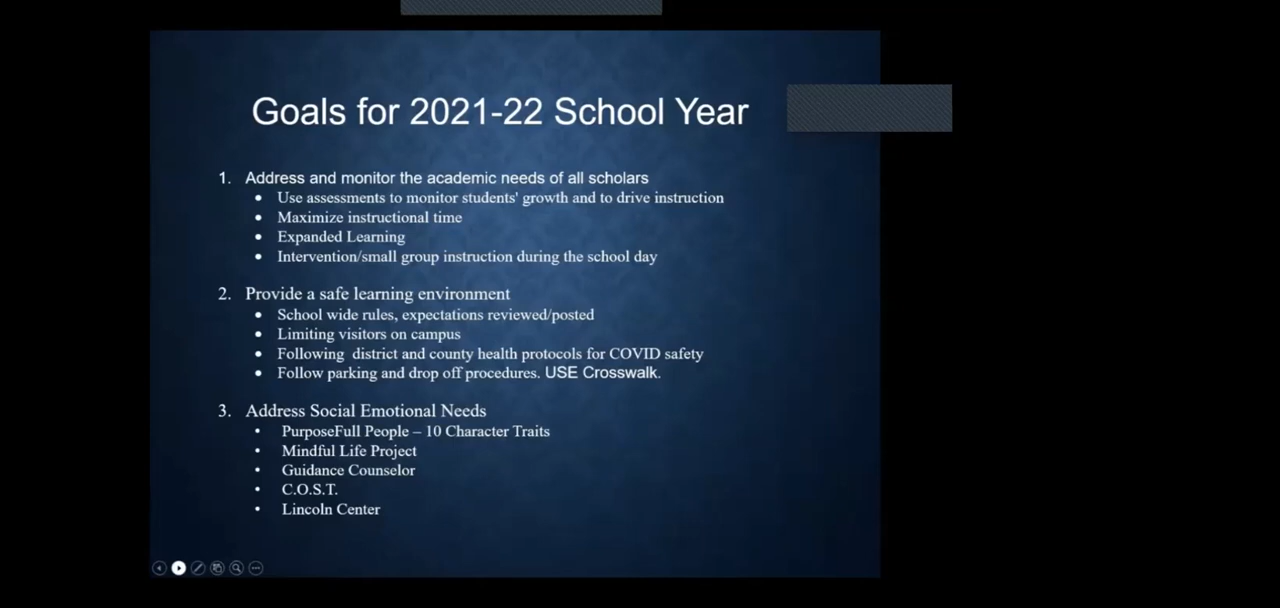 Goals for 2021-22 School Year
1. Address and monitor the academic needs of all scholars
• Use assessments to monitor students' growth and to drive instruction
• Maximize instructional time
• Expanded Learning
• Intervention/small group instruction during the school day
2. Provide a safe learning environment
• School wide rules, expectations reviewed/posted
• Limiting visitors on campus
• Following  district and county health protocols for COVID safety
• Follow parking and drop off procedures. USE Crosswalk.
3. Address Social Emotional Needs
• PurposeFull People – 10 Character Traits
• Mindful Life Project
• Guidance Counselor
• C.O.S.T.
• Lincoln Center